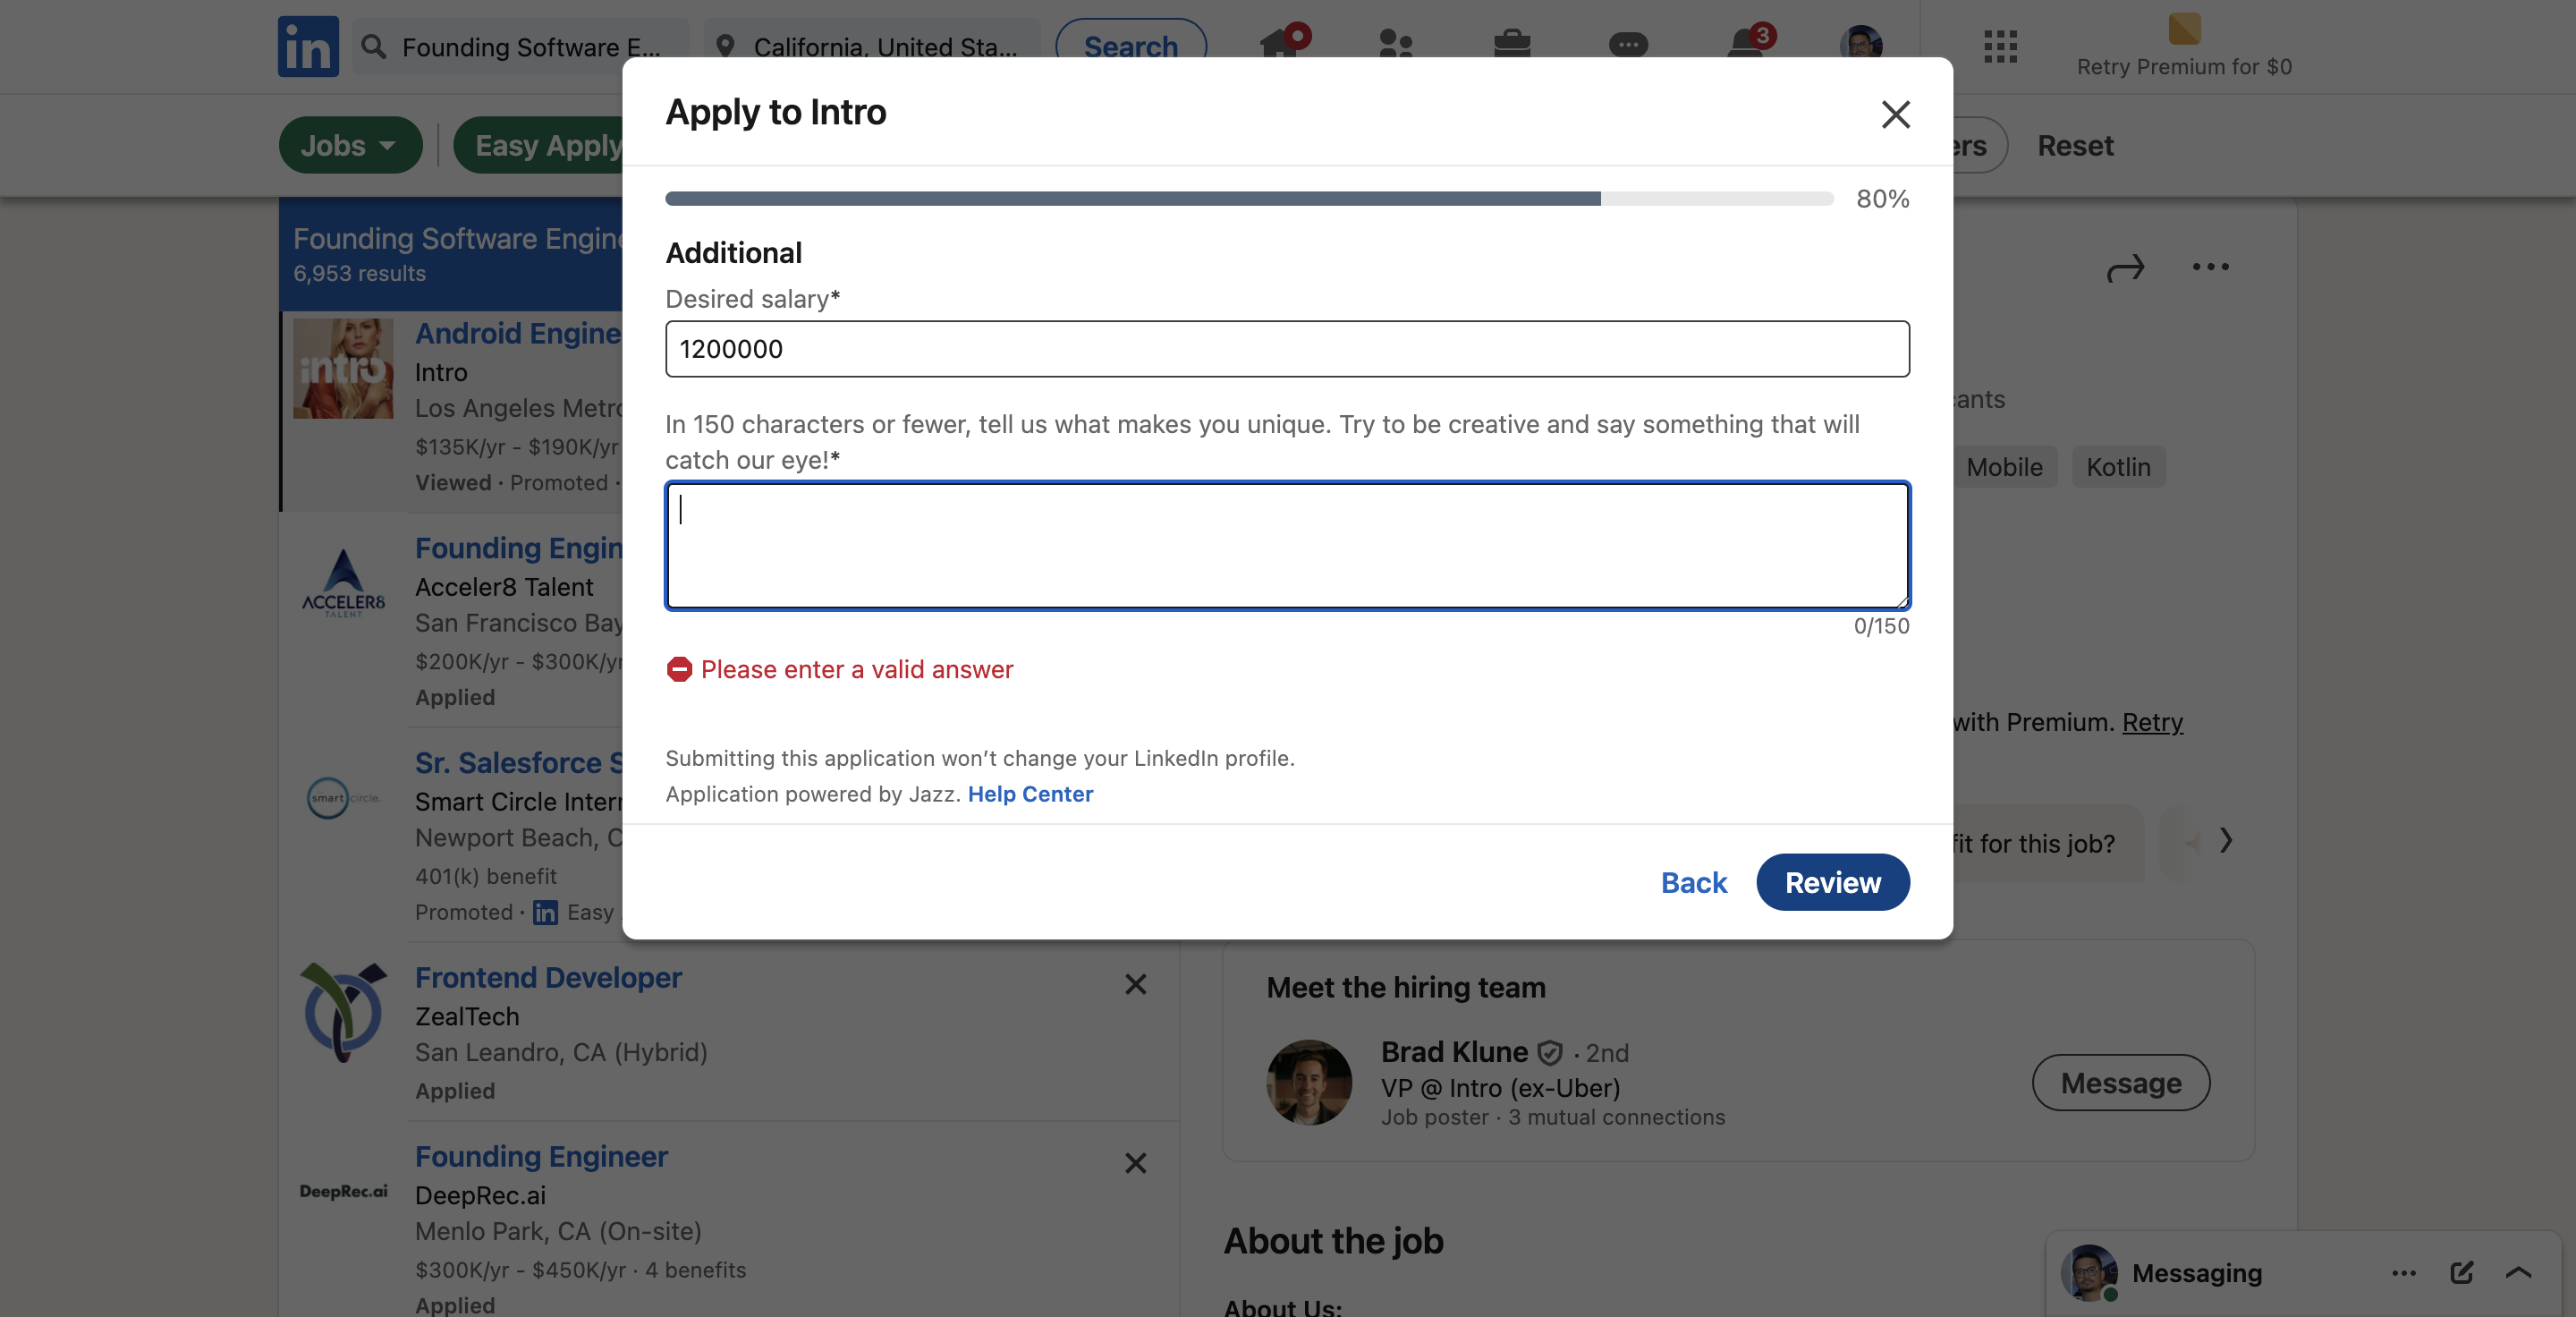 in
Founding Software E...
California, United Sta...
Search
3
Retry Premium for $0
Jobs
Easy Apply
ers
Reset
Founding Software Engine
6,953 results
intro
Android Engine
Intro
Los Angeles Metro
$135K/yr - $190K/yr
Viewed · Promoted ·
ACCELER8
TALENT
Founding Engin
Acceler8 Talent
San Francisco Bay
$200K/yr - $300K/yr
Applied
smart circle.
Sr. Salesforce S
Smart Circle Intern
Newport Beach, C
401(k) benefit
Promoted · in Easy
Frontend Developer
ZealTech
San Leandro, CA (Hybrid)
Applied
DeepRec.ai
Founding Engineer
DeepRec.ai
Menlo Park, CA (On-site)
$300K/yr - $450K/yr · 4 benefits
Applied
Apply to Intro
80%
Additional
Desired salary*
1200000
In 150 characters or fewer, tell us what makes you unique. Try to be creative and say something that will
catch our eye!*
0/150
Please enter a valid answer
Submitting this application won’t change your LinkedIn profile.
Application powered by Jazz. Help Center
Back
Review
cants
Mobile
Kotlin
with Premium. Retry
fit for this job?
Meet the hiring team
Brad Klune · 2nd
VP @ Intro (ex-Uber)
Job poster · 3 mutual connections
Message
About the job
About Us:
Messaging